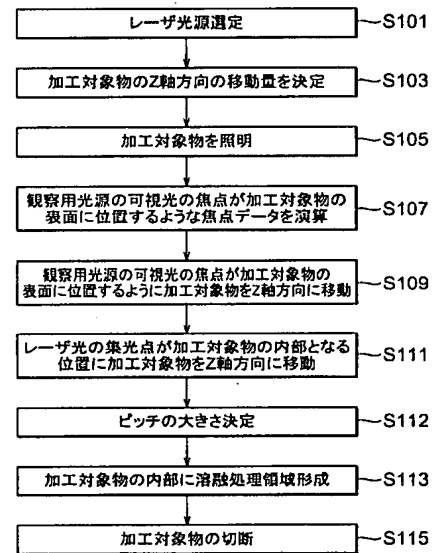 レーザ光源選定
S101
加工対象物のZ軸方向の移動量を決定
S103
加工対象物を照明
S105
観察用光源の可視光の焦点が加工対象物の
表面に位置するような焦点データを演算
S107
観察用光源の可視光の焦点が加工対象物の
表面に位置するように加工対象物をZ軸方向に移動
S109
レーザ光の集光点が加工対象物の内部となる
位置に加工対象物をZ軸方向に移動
S111
ピッチの大きさ決定
S112
加工対象物の内部に溶融処理領域形成
S113
加工対象物の切断
S115